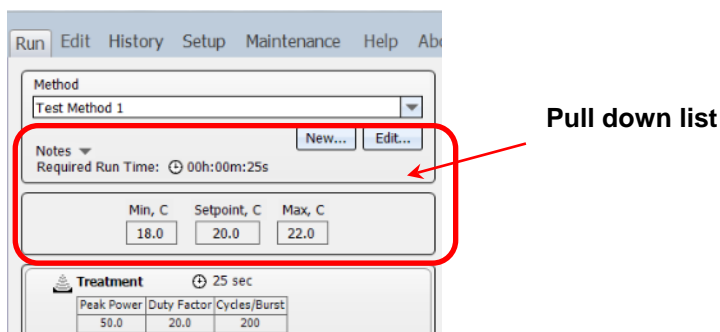 Run Edit History Setup Maintenance Help
Method
Test Method 1
Pull down list
New... Edit...
Notes
Required Run Time: 00h:00m:25s
Min, C Setpoint, C Max, C
18.0 20.0 22.0
Treatment 25 sec
Peak Power Duty Factor Cycles/Burst
50.0 20.0 200